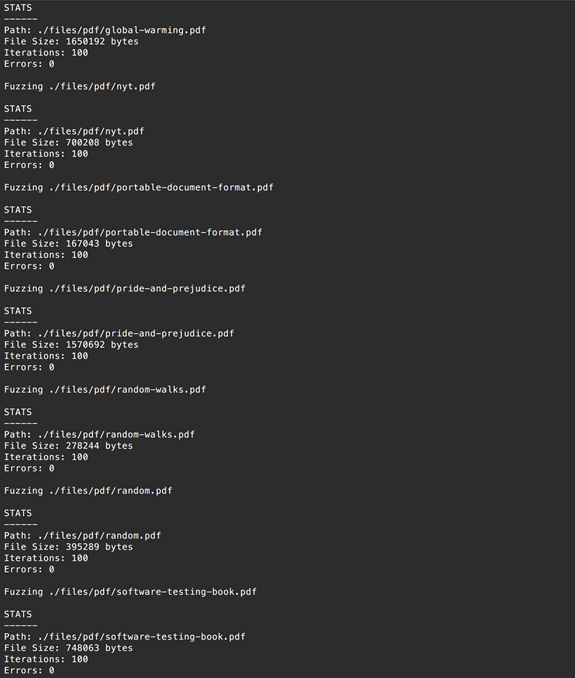 STATS
------
Path: ./files/pdf/global-warming.pdf
File Size: 1650192 bytes
Iterations: 100
Errors: 0
Fuzzing ./files/pdf/nyt.pdf
STATS
------
Path: ./files/pdf/nyt.pdf
File Size: 700208 bytes
Iterations: 100
Errors: 0
Fuzzing ./files/pdf/portable-document-format.pdf
STATS
------
Path: ./files/pdf/portable-document-format.pdf
File Size: 167043 bytes
Iterations: 100
Errors: 0
Fuzzing ./files/pdf/pride-and-prejudice.pdf
STATS
------
Path: ./files/pdf/pride-and-prejudice.pdf
File Size: 1570692 bytes
Iterations: 100
Errors: 0
Fuzzing ./files/pdf/random-walks.pdf
STATS
------
Path: ./files/pdf/random-walks.pdf
File Size: 278244 bytes
Iterations: 100
Errors: 0
Fuzzing ./files/pdf/random.pdf
STATS
------
Path: ./files/pdf/random.pdf
File Size: 395289 bytes
Iterations: 100
Errors: 0
Fuzzing ./files/pdf/software-testing-book.pdf
STATS
------
Path: ./files/pdf/software-testing-book.pdf
File Size: 748063 bytes
Iterations: 100
Errors: 0